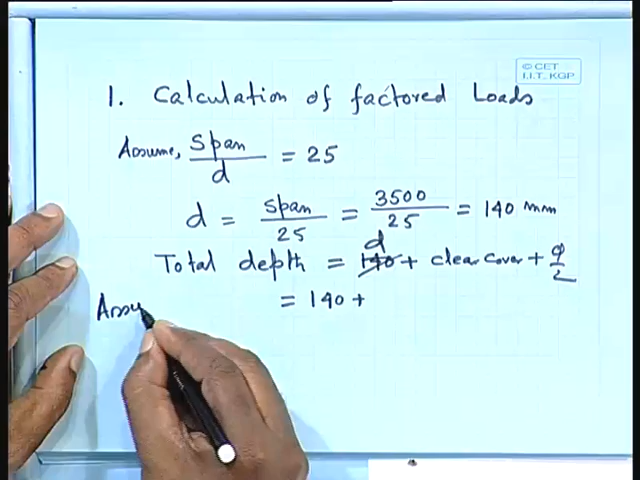 © CET
I.I.T. KGP
1. Calculation of factored Loads
Assume, Span/d = 25
d = Span/25 = 3500/25 = 140 mm
Total depth = d + clear cover + φ/2
= 140 +
Assu